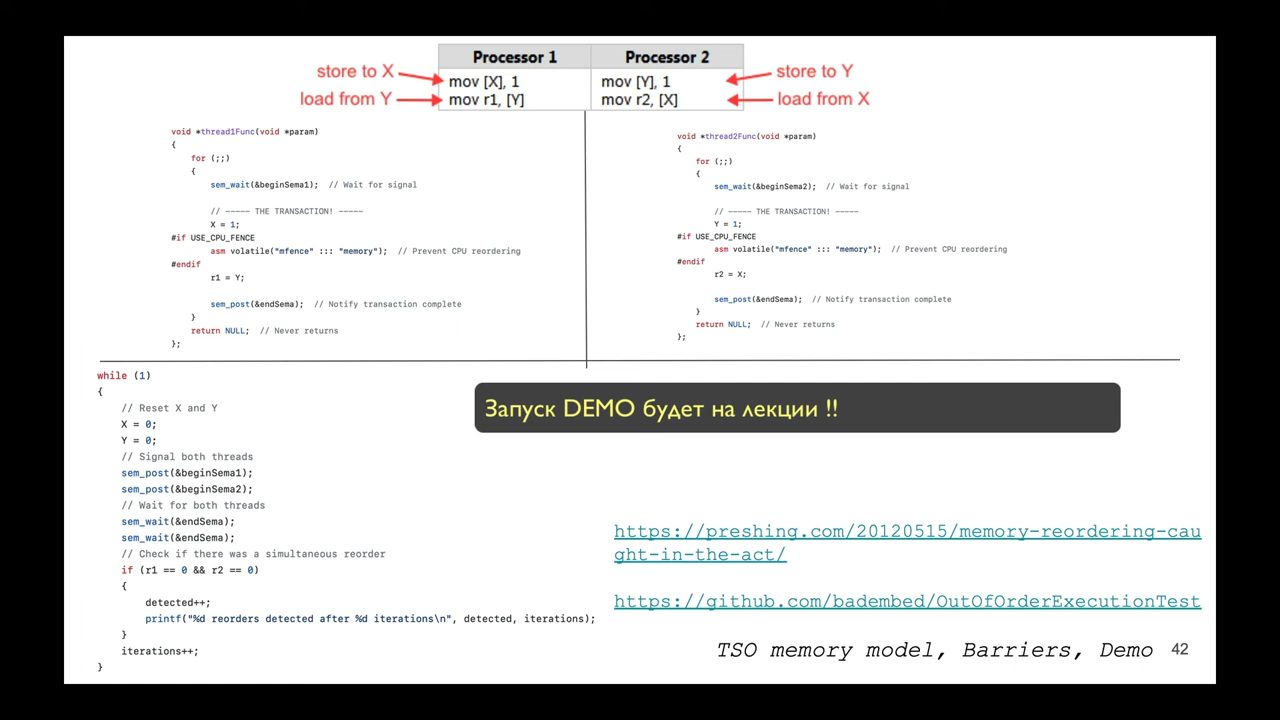 Processor 1 Processor 2
store to X mov [X], 1 mov [Y], 1 store to Y
load from Y mov r1, [Y] mov r2, [X] load from X
void *thread1Func(void *param)
{
for (;;)
{
sem_wait(&beginSema1); // Wait for signal
// ----- THE TRANSACTION! -----
X = 1;
#if USE_CPU_FENCE
asm volatile("mfence" ::: "memory"); // Prevent CPU reordering
#endif
r1 = Y;
sem_post(&endSema); // Notify transaction complete
}
return NULL; // Never returns
};
void *thread2Func(void *param)
{
for (;;)
{
sem_wait(&beginSema2); // Wait for signal
// ----- THE TRANSACTION! -----
Y = 1;
#if USE_CPU_FENCE
asm volatile("mfence" ::: "memory"); // Prevent CPU reordering
#endif
r2 = X;
sem_post(&endSema); // Notify transaction complete
}
return NULL; // Never returns
};
while (1)
{
// Reset X and Y
X = 0;
Y = 0;
// Signal both threads
sem_post(&beginSema1);
sem_post(&beginSema2);
// Wait for both threads
sem_wait(&endSema);
sem_wait(&endSema);
// Check if there was a simultaneous reorder
if (r1 == 0 && r2 == 0)
{
detected++;
printf("%d reorders detected after %d iterations\n", detected, iterations);
}
iterations++;
}
Запуск DEMO будет на лекции !!
https://preshing.com/20120515/memory-reordering-cau
ght-in-the-act/
https://github.com/badembed/OutOfOrderExecutionTest
TSO memory model, Barriers, Demo 42